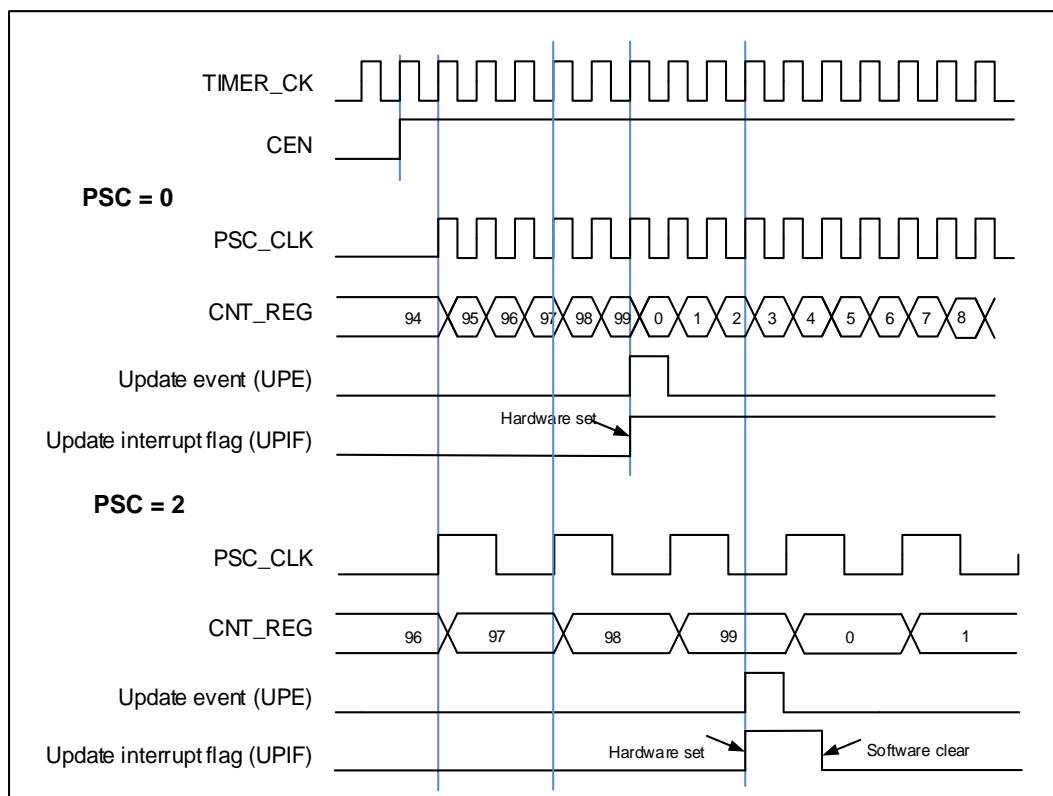 TIMER_CK
CEN
PSC = 0
PSC_CLK
CNT_REG 94 95 96 97 98 99 0 1 2 3 4 5 6 7 8
Update event (UPE)
Hardware set
Update interrupt flag (UPIF)
PSC = 2
PSC_CLK
CNT_REG 96 97 98 99 0 1
Update event (UPE)
Update interrupt flag (UPIF) Hardware set Software clear